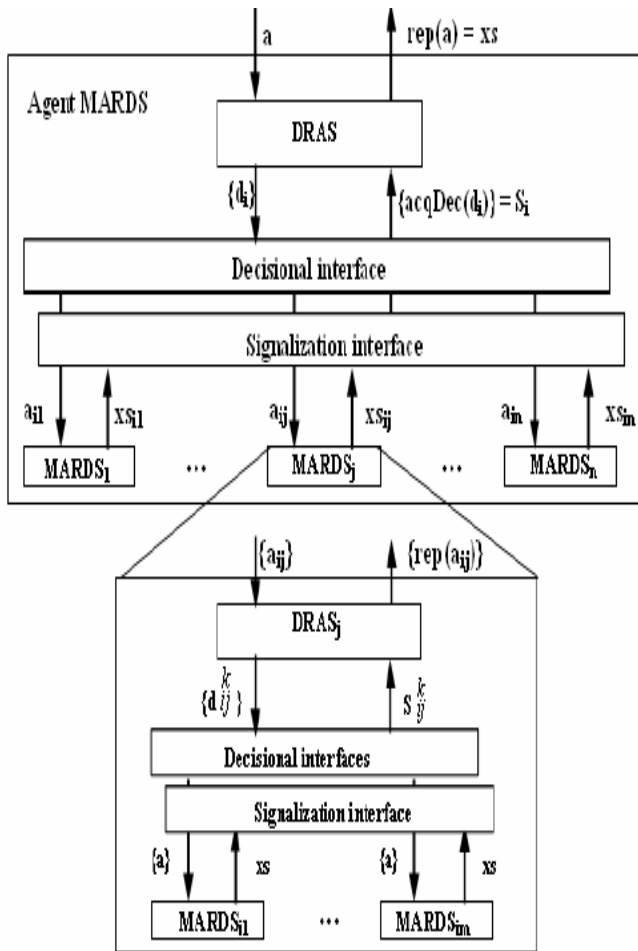 a rep(a) = xs
Agent MARDS
DRAS
{di} {acqDec(di)} = Si
Decisional interface
Signalization interface
ai1 xsi1 aij xsij ain xsin
MARDS1 ... MARDSj ... MARDSn
{aij} {rep(aij)}
DRASj
{d k ij } S k ij
Decisional interfaces
Signalization interface
{a} xs {a} xs
MARDSi1 ... MARDSim